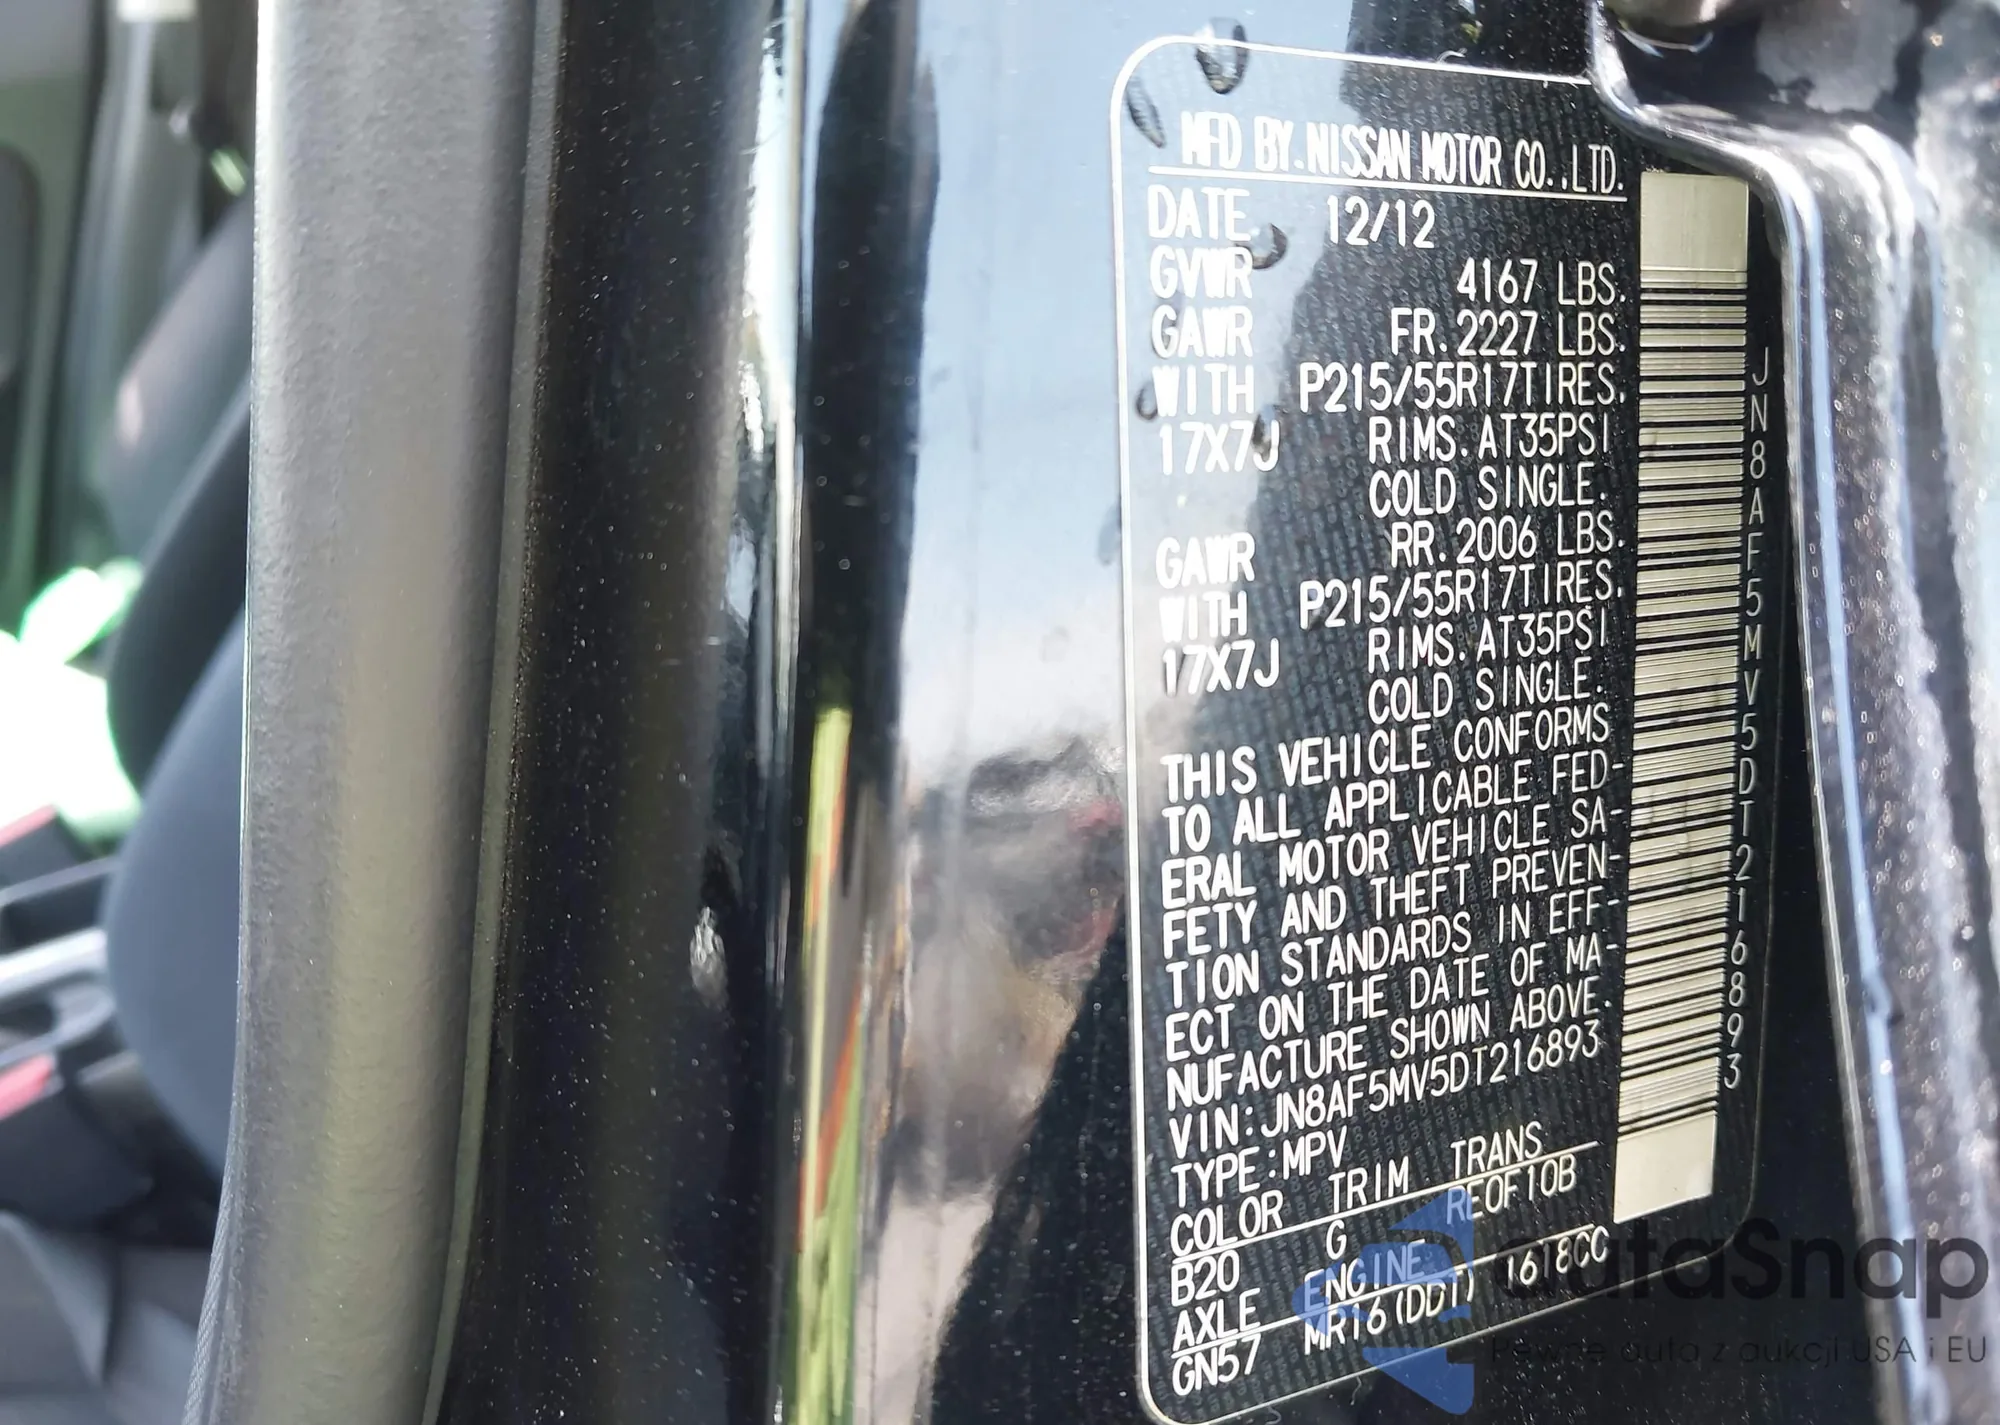 MFD BY.NISSAN MOTOR CO.,LTD.
DATE 12/12
GVWR 4167 LBS.
GAWR FR.2227 LBS.
WITH P215/55R17TIRES.
17X7J RIMS.AT35PSI
COLD SINGLE.
GAWR RR.2006 LBS.
WITH P215/55R17TIRES.
17X7J RIMS.AT35PSI
COLD SINGLE.
THIS VEHICLE CONFORMS
TO ALL APPLICABLE FED-
ERAL MOTOR VEHICLE SA-
FETY AND THEFT PREVEN-
TION STANDARDS IN EFF-
ECT ON THE DATE OF MA-
NUFACTURE SHOWN ABOVE.
VIN:JN8AF5MV5DT216893
TYPE:MPV
COLOR TRIM TRANS
B20 G RE0F10B
AXLE ENGINE 1618CC
GN57 MR16(DDT)
JN8AF5MV5DT216893
autaSnap
Pewne auta z aukcji USA i EU